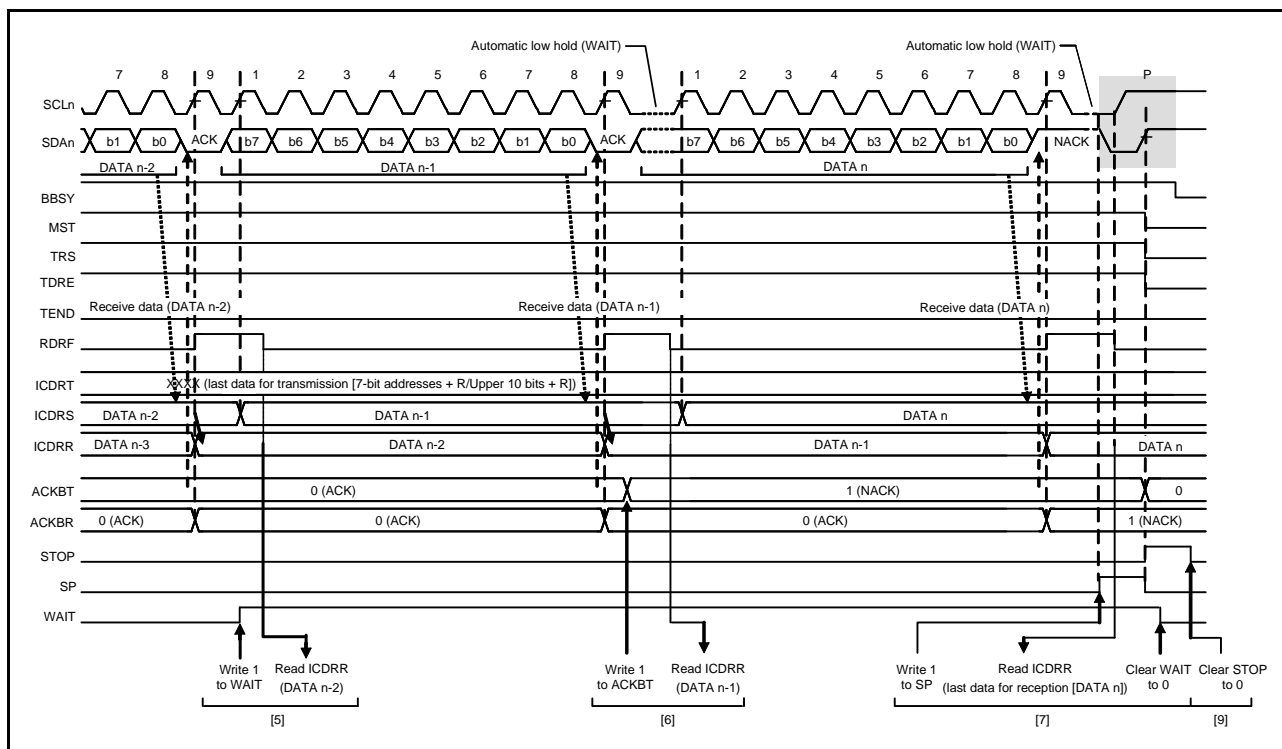 Automatic low hold (WAIT) Automatic low hold (WAIT)
7 8 9 1 2 3 4 5 6 7 8 9 1 2 3 4 5 6 7 8 9 P
SCLn
SDAn b1 b0 ACK b7 b6 b5 b4 b3 b2 b1 b0 ACK b7 b6 b5 b4 b3 b2 b1 b0 NACK
DATA n-2 DATA n-1 DATA n
BBSY
MST
TRS
TDRE
Receive data (DATA n-2) Receive data (DATA n-1) Receive data (DATA n)
TEND
RDRF
ICDRT XXXX (last data for transmission [7-bit addresses + R/Upper 10 bits + R])
ICDRS DATA n-2 DATA n-1 DATA n
ICDRR DATA n-3 DATA n-2 DATA n-1 DATA n
ACKBT 0 (ACK) 1 (NACK) 0
ACKBR 0 (ACK) 0 (ACK) 0 (ACK) 1 (NACK)
STOP
SP
WAIT
Write 1 Read ICDRR Write 1 Read ICDRR Write 1 Read ICDRR Clear WAIT Clear STOP
to WAIT (DATA n-2) to ACKBT (DATA n-1) to SP (last data for reception [DATA n]) to 0 to 0
[5] [6] [7] [9]